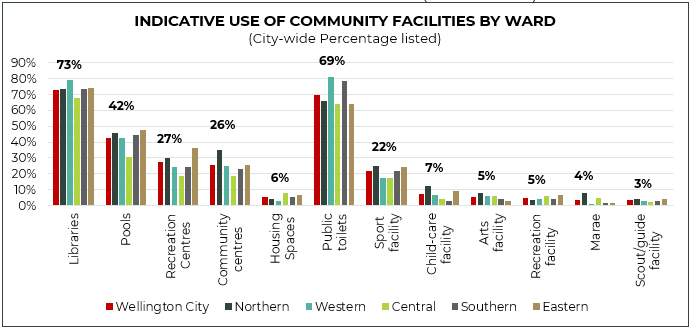 INDICATIVE USE OF COMMUNITY FACILITIES BY WARD
(City-wide Percentage listed)
90%
80%
70%
60%
50%
40%
30%
20%
10%
0%
73%
42%
27%
26%
6%
69%
22%
7%
5%
5%
4%
3%
Libraries
Pools
Recreation
Centres
Community
centres
Housing
Spaces
Public
toilets
Sport
facility
Child-care
facility
Arts
facility
Recreation
facility
Marae
Scout/guide
facility
Wellington City Northern Western Central Southern Eastern